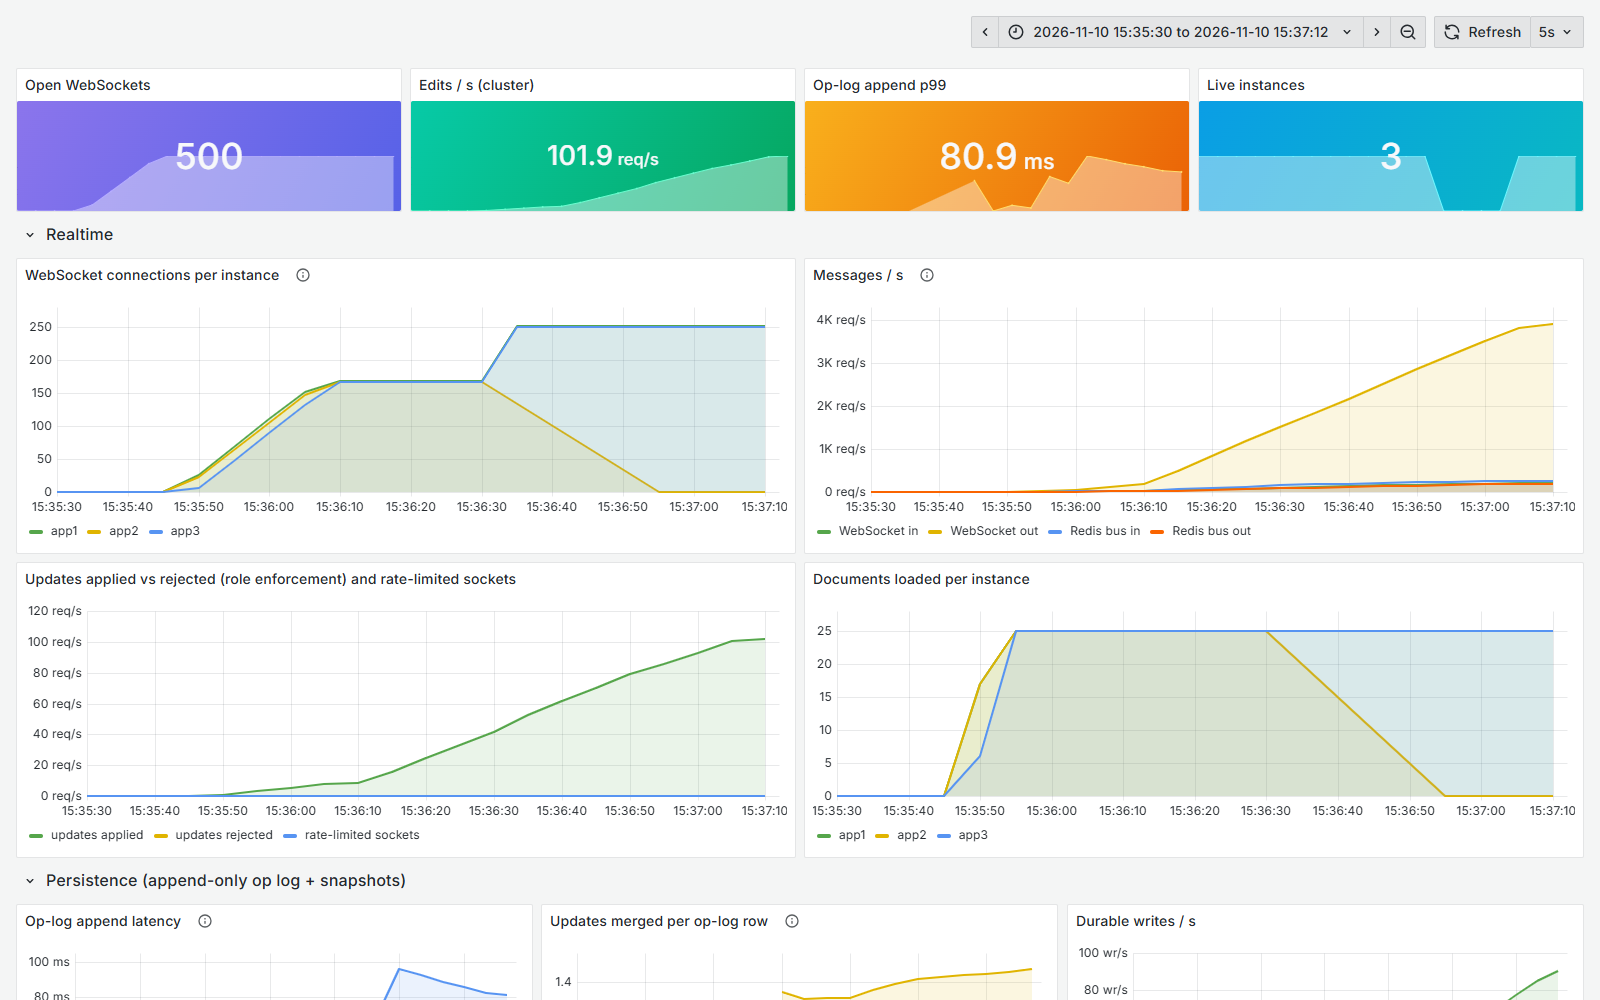 2026-11-10 15:35:30 to 2026-11-10 15:37:12
Refresh
5s
Open WebSockets
500
Edits / s (cluster)
101.9 req/s
Op-log append p99
80.9 ms
Live instances
3
Realtime
WebSocket connections per instance
250
200
150
100
50
0
15:35:30 15:35:40 15:35:50 15:36:00 15:36:10 15:36:20 15:36:30 15:36:40 15:36:50 15:37:00 15:37:10
app1 app2 app3
Messages / s
4K req/s
3K req/s
2K req/s
1K req/s
0 req/s
15:35:30 15:35:40 15:35:50 15:36:00 15:36:10 15:36:20 15:36:30 15:36:40 15:36:50 15:37:00 15:37:10
WebSocket in WebSocket out Redis bus in Redis bus out
Updates applied vs rejected (role enforcement) and rate-limited sockets
120 req/s
100 req/s
80 req/s
60 req/s
40 req/s
20 req/s
0 req/s
15:35:30 15:35:40 15:35:50 15:36:00 15:36:10 15:36:20 15:36:30 15:36:40 15:36:50 15:37:00 15:37:10
updates applied updates rejected rate-limited sockets
Documents loaded per instance
25
20
15
10
5
0
15:35:30 15:35:40 15:35:50 15:36:00 15:36:10 15:36:20 15:36:30 15:36:40 15:36:50 15:37:00 15:37:10
app1 app2 app3
Persistence (append-only op log + snapshots)
Op-log append latency
100 ms
80 ms
Updates merged per op-log row
1.4
Durable writes / s
100 wr/s
80 wr/s